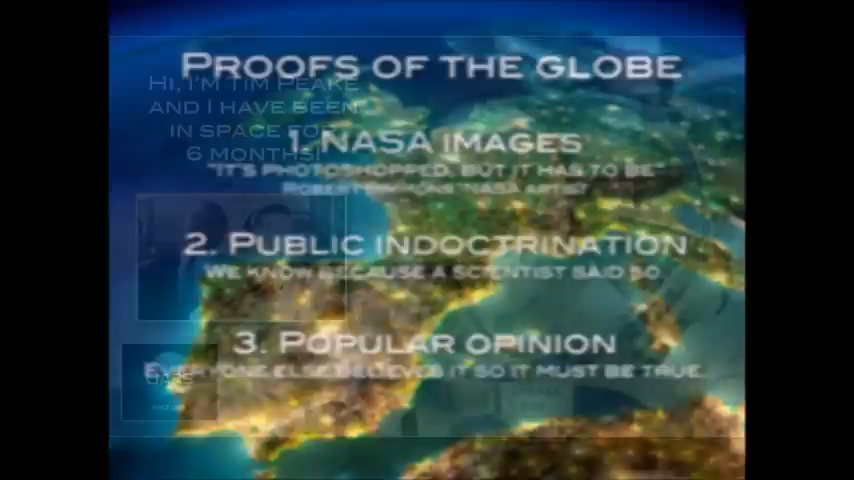 PROOFS OF THE GLOBE
HI, I'M TIM PEAKE
AND I HAVE BEEN
IN SPACE FOR
6 MONTHS!
1. NASA IMAGES
"IT'S PHOTOSHOPPED, BUT IT HAS TO BE"
NASA ARTIST
2. PUBLIC INDOCTRINATION
WE KNOW BECAUSE A SCIENTIST SAID SO.
3. POPULAR OPINION
EVERYONE ELSE BELIEVES IT SO IT MUST BE TRUE.